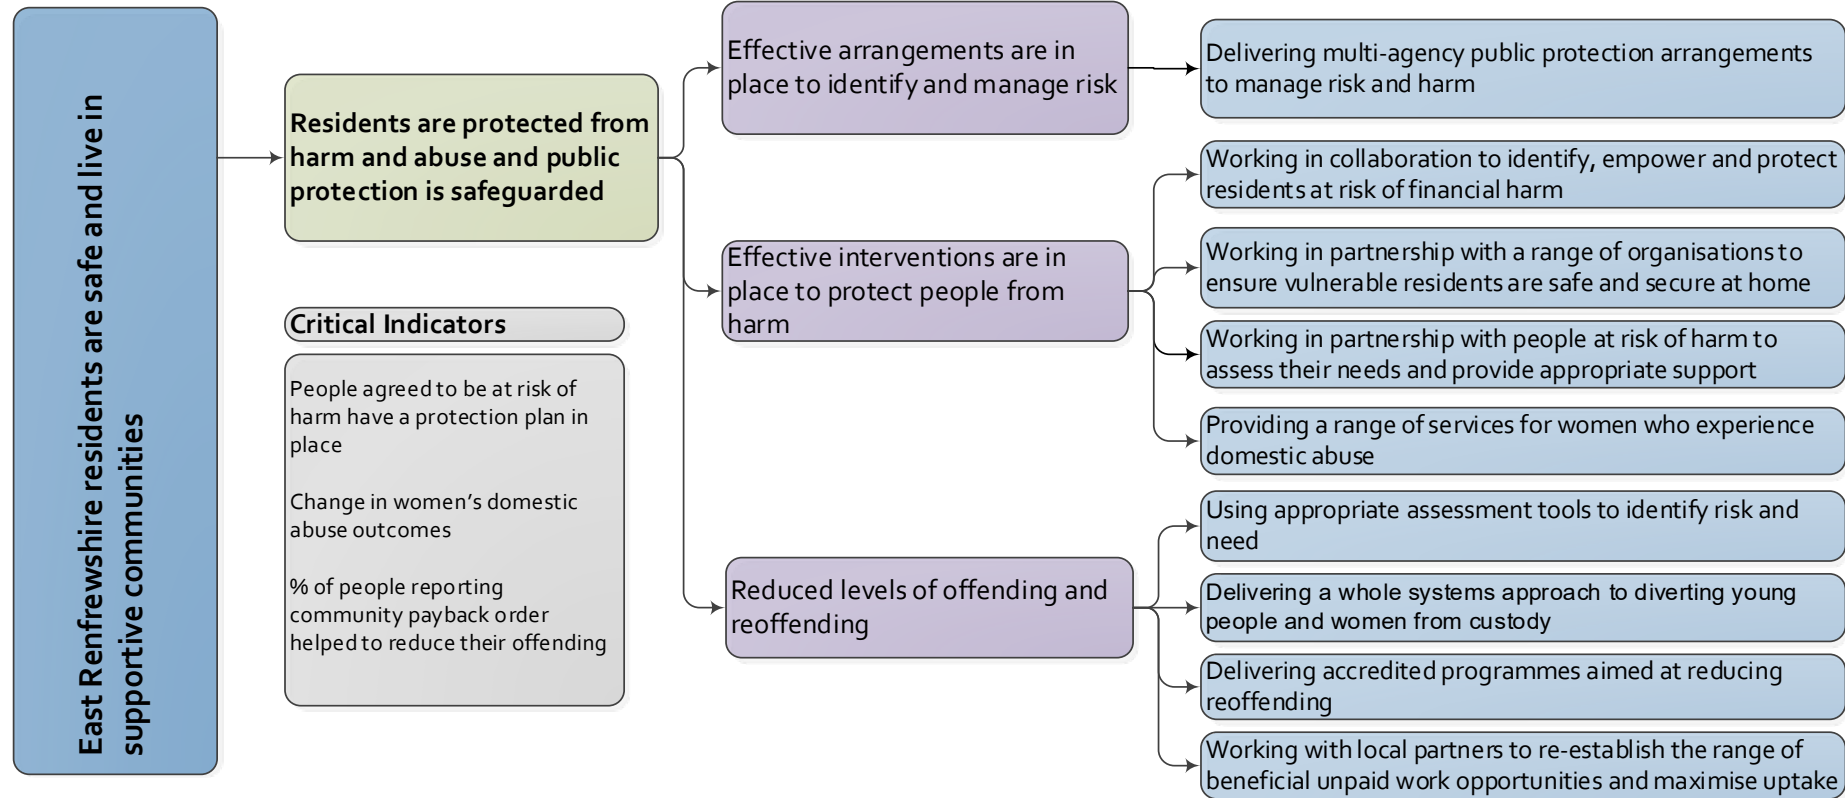 East Renfrewshire residents are safe and live in
supportive communities
Residents are protected from
harm and abuse and public
protection is safeguarded
Critical Indicators
People agreed to be at risk of
harm have a protection plan in
place
Change in women’s domestic
abuse outcomes
% of people reporting
community payback order
helped to reduce their offending
Effective arrangements are in
place to identify and manage risk
Effective interventions are in
place to protect people from
harm
Reduced levels of offending and
reoffending
Delivering multi-agency public protection arrangements
to manage risk and harm
Working in collaboration to identify, empower and protect
residents at risk of financial harm
Working in partnership with a range of organisations to
ensure vulnerable residents are safe and secure at home
Working in partnership with people at risk of harm to
assess their needs and provide appropriate support
Providing a range of services for women who experience
domestic abuse
Using appropriate assessment tools to identify risk and
need
Delivering a whole systems approach to diverting young
people and women from custody
Delivering accredited programmes aimed at reducing
reoffending
Working with local partners to re-establish the range of
beneficial unpaid work opportunities and maximise uptake